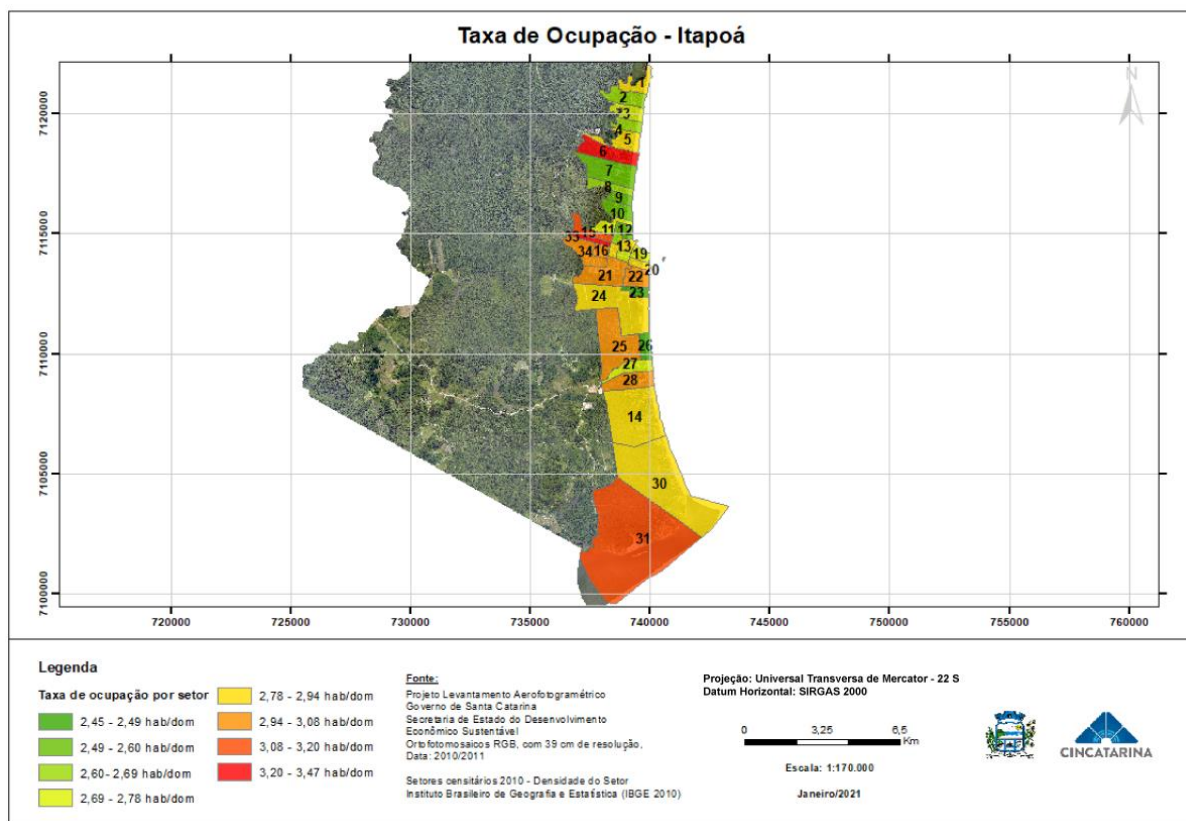 Taxa de Ocupação - Itapoá
N
7120000
7115000
7110000
7105000
7100000
1
2
4
5
6
7
8
9
10
11
12
15
33
13
19
34
16
20
21
22
23
24
25
26
27
28
14
30
31
720000
725000
730000
735000
740000
745000
750000
755000
760000
Legenda
Taxa de ocupação por setor
2,45 - 2,49 hab/dom
2,49 - 2,60 hab/dom
2,60- 2,69 hab/dom
2,69 - 2,78 hab/dom
2,78 - 2,94 hab/dom
2,94 - 3,08 hab/dom
3,08 - 3,20 hab/dom
3,20 - 3,47 hab/dom
Fonte:
Projeto Levantamento Aerofotogramétrico
Governo de Santa Catarina
Secretaria de Estado do Desenvolvimento
Econômico Sustentável
Ortofotomosaicos RGB, com 39 cm de resolução,
Data: 2010/2011
Setores censitários 2010 - Densidade do Setor
Instituto Brasileiro de Geografia e Estatística (IBGE 2010)
Projeção: Universal Transversa de Mercator - 22 S
Datum Horizontal: SIRGAS 2000
0 3,25 6,5
Km
Escala: 1:170.000
Janeiro/2021
CINCATARINA